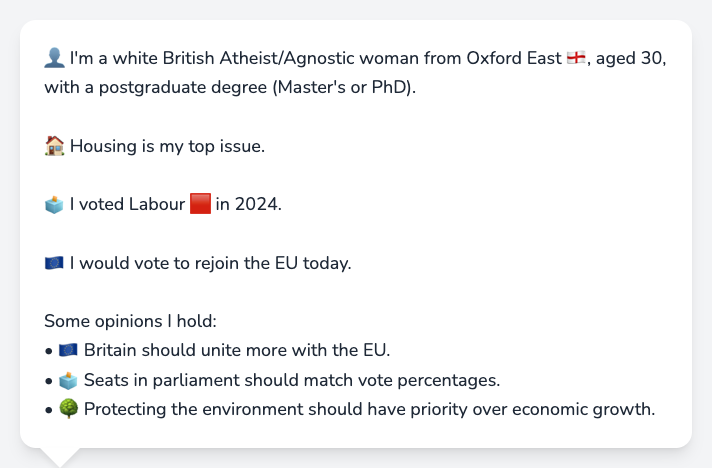 👤 I'm a white British Atheist/Agnostic woman from Oxford East 🏴󠁧󠁢󠁥󠁮󠁧󠁿, aged 30,
with a postgraduate degree (Master's or PhD).
🏠 Housing is my top issue.
🗳️ I voted Labour 🟥 in 2024.
🇪🇺 I would vote to rejoin the EU today.
Some opinions I hold:
• 🇪🇺 Britain should unite more with the EU.
• 🗳️ Seats in parliament should match vote percentages.
• 🌳 Protecting the environment should have priority over economic growth.